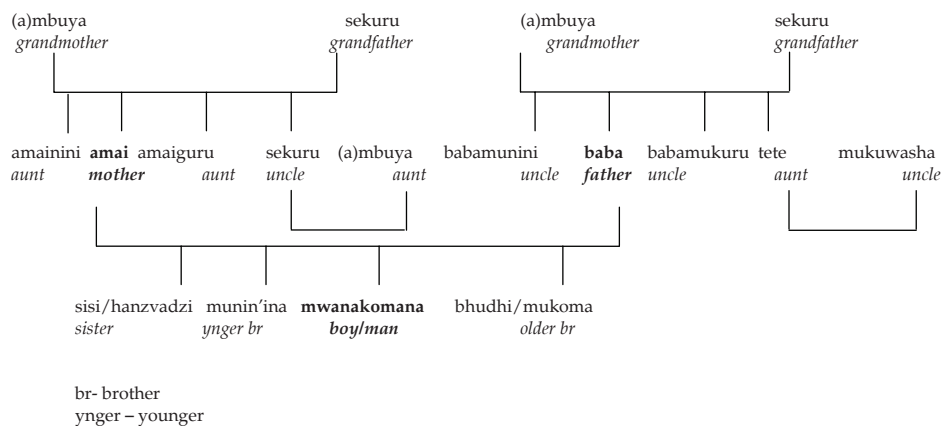 (a)mbuya sekuru (a)mbuya sekuru
grandmother grandfather grandmother grandfather
amainini amai amaiguru sekuru (a)mbuya babamunini baba babamukuru tete mukuwasha
aunt mother aunt uncle aunt uncle father uncle aunt uncle
sisi/hanzvadzi munin'ina mwanakomana bhudhi/mukoma
sister ynger br boy/man older br
br- brother
ynger – younger